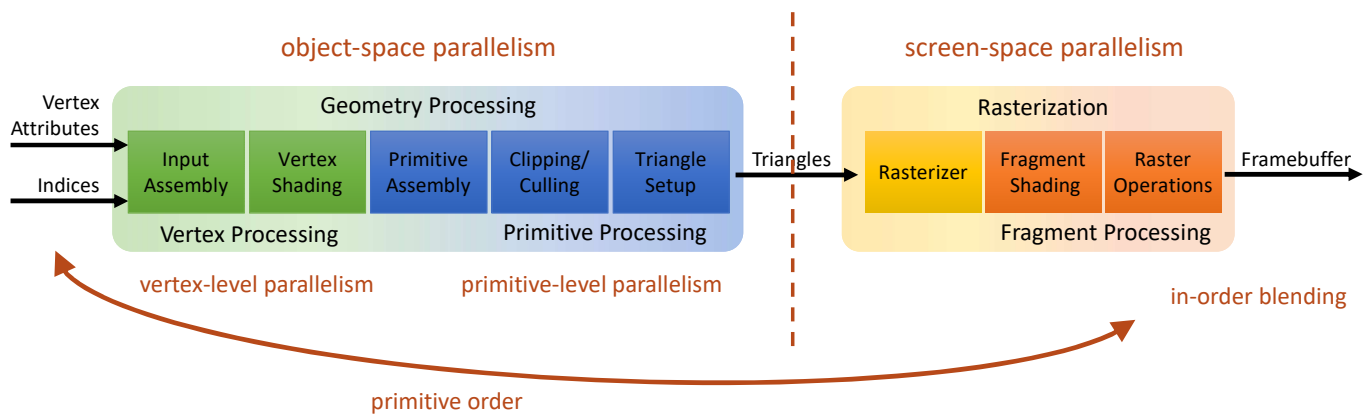 object-space parallelism
screen-space parallelism
Vertex
Attributes
Indices
Geometry Processing
Input
Assembly
Vertex
Shading
Primitive
Assembly
Clipping/
Culling
Triangle
Setup
Vertex Processing
Primitive Processing
Triangles
Rasterization
Rasterizer
Fragment
Shading
Raster
Operations
Fragment Processing
Framebuffer
vertex-level parallelism
primitive-level parallelism
in-order blending
primitive order